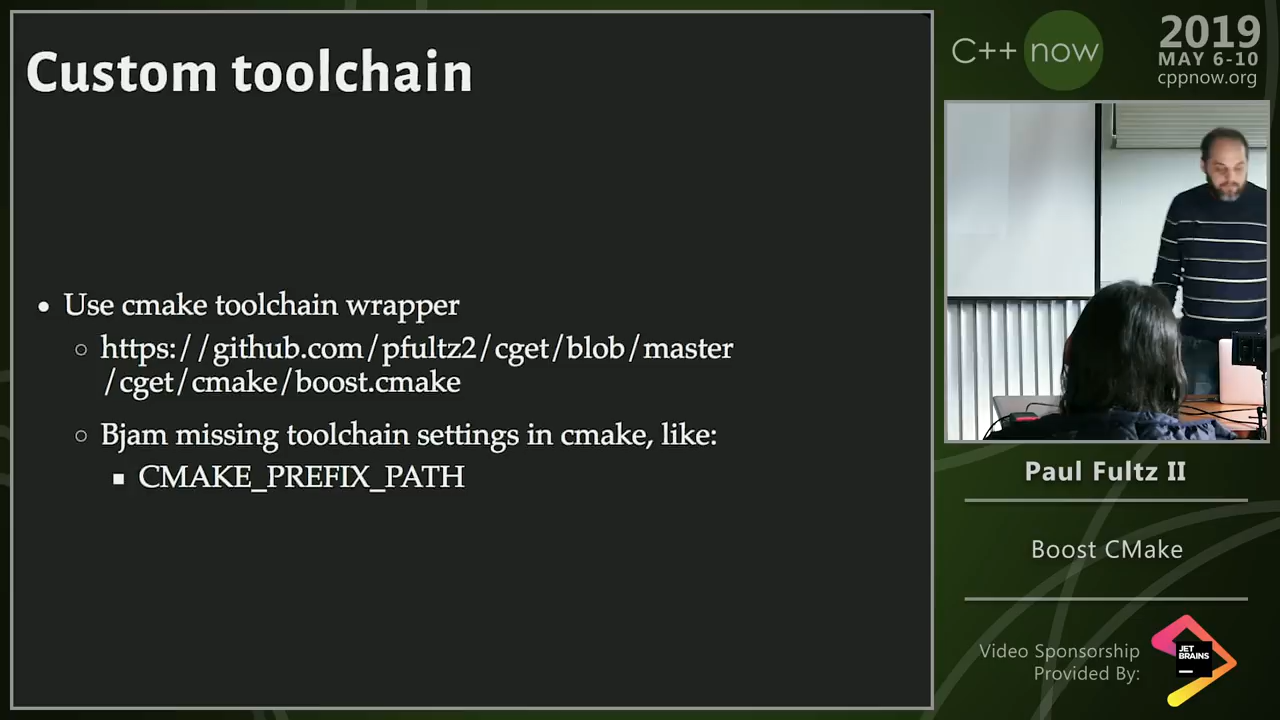 Custom toolchain
• Use cmake toolchain wrapper
○ https://github.com/pfultz2/cget/blob/master
/cget/cmake/boost.cmake
○ Bjam missing toolchain settings in cmake, like:
■ CMAKE_PREFIX_PATH
C++ now
2019
MAY 6-10
cppnow.org
Paul Fultz II
Boost CMake
Video Sponsorship
Provided By:
JET
BRAINS